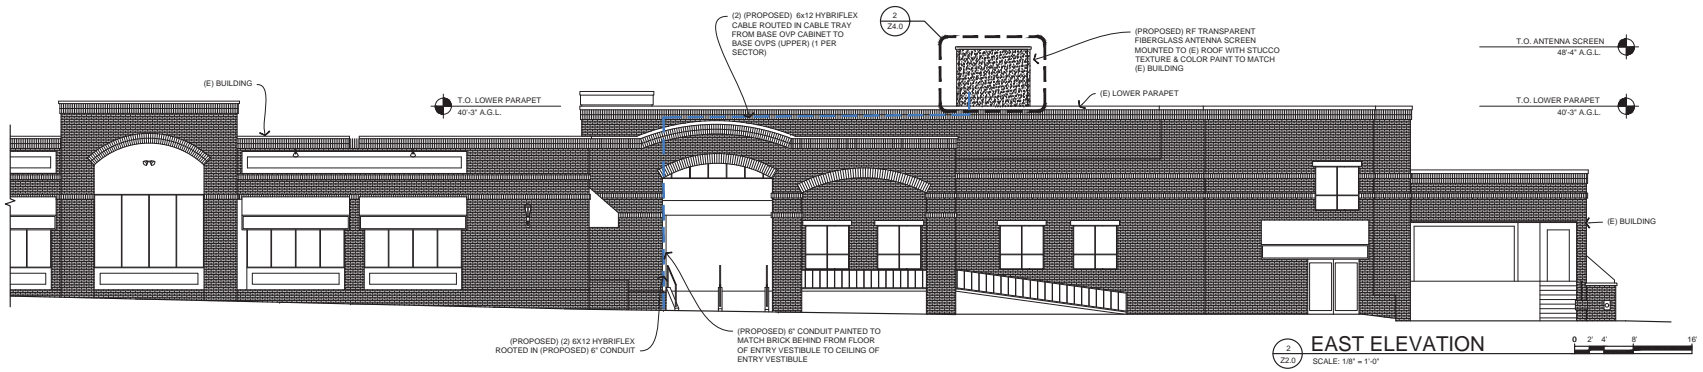 (2) (PROPOSED) 6x12 HYBRIFLEX
CABLE ROUTED IN CABLE TRAY
FROM BASE OVP CABINET TO
BASE OVPS (UPPER) (1 PER
SECTOR)
2
Z4.0
(PROPOSED) RF TRANSPARENT
FIBERGLASS ANTENNA SCREEN
MOUNTED TO (E) ROOF WITH STUCCO
TEXTURE & COLOR PAINT TO MATCH
(E) BUILDING
T.O. ANTENNA SCREEN
48'-4" A.G.L.
(E) BUILDING
T.O. LOWER PARAPET
40'-3" A.G.L.
(E) LOWER PARAPET
T.O. LOWER PARAPET
40'-3" A.G.L.
(E) BUILDING
(PROPOSED) (2) 6X12 HYBRIFLEX
ROOTED IN (PROPOSED) 6" CONDUIT
(PROPOSED) 6" CONDUIT PAINTED TO
MATCH BRICK BEHIND FROM FLOOR
OF ENTRY VESTIBULE TO CEILING OF
ENTRY VESTIBULE
2
Z2.0
EAST ELEVATION
SCALE: 1/8" = 1'-0"
0 2' 4' 8' 16'